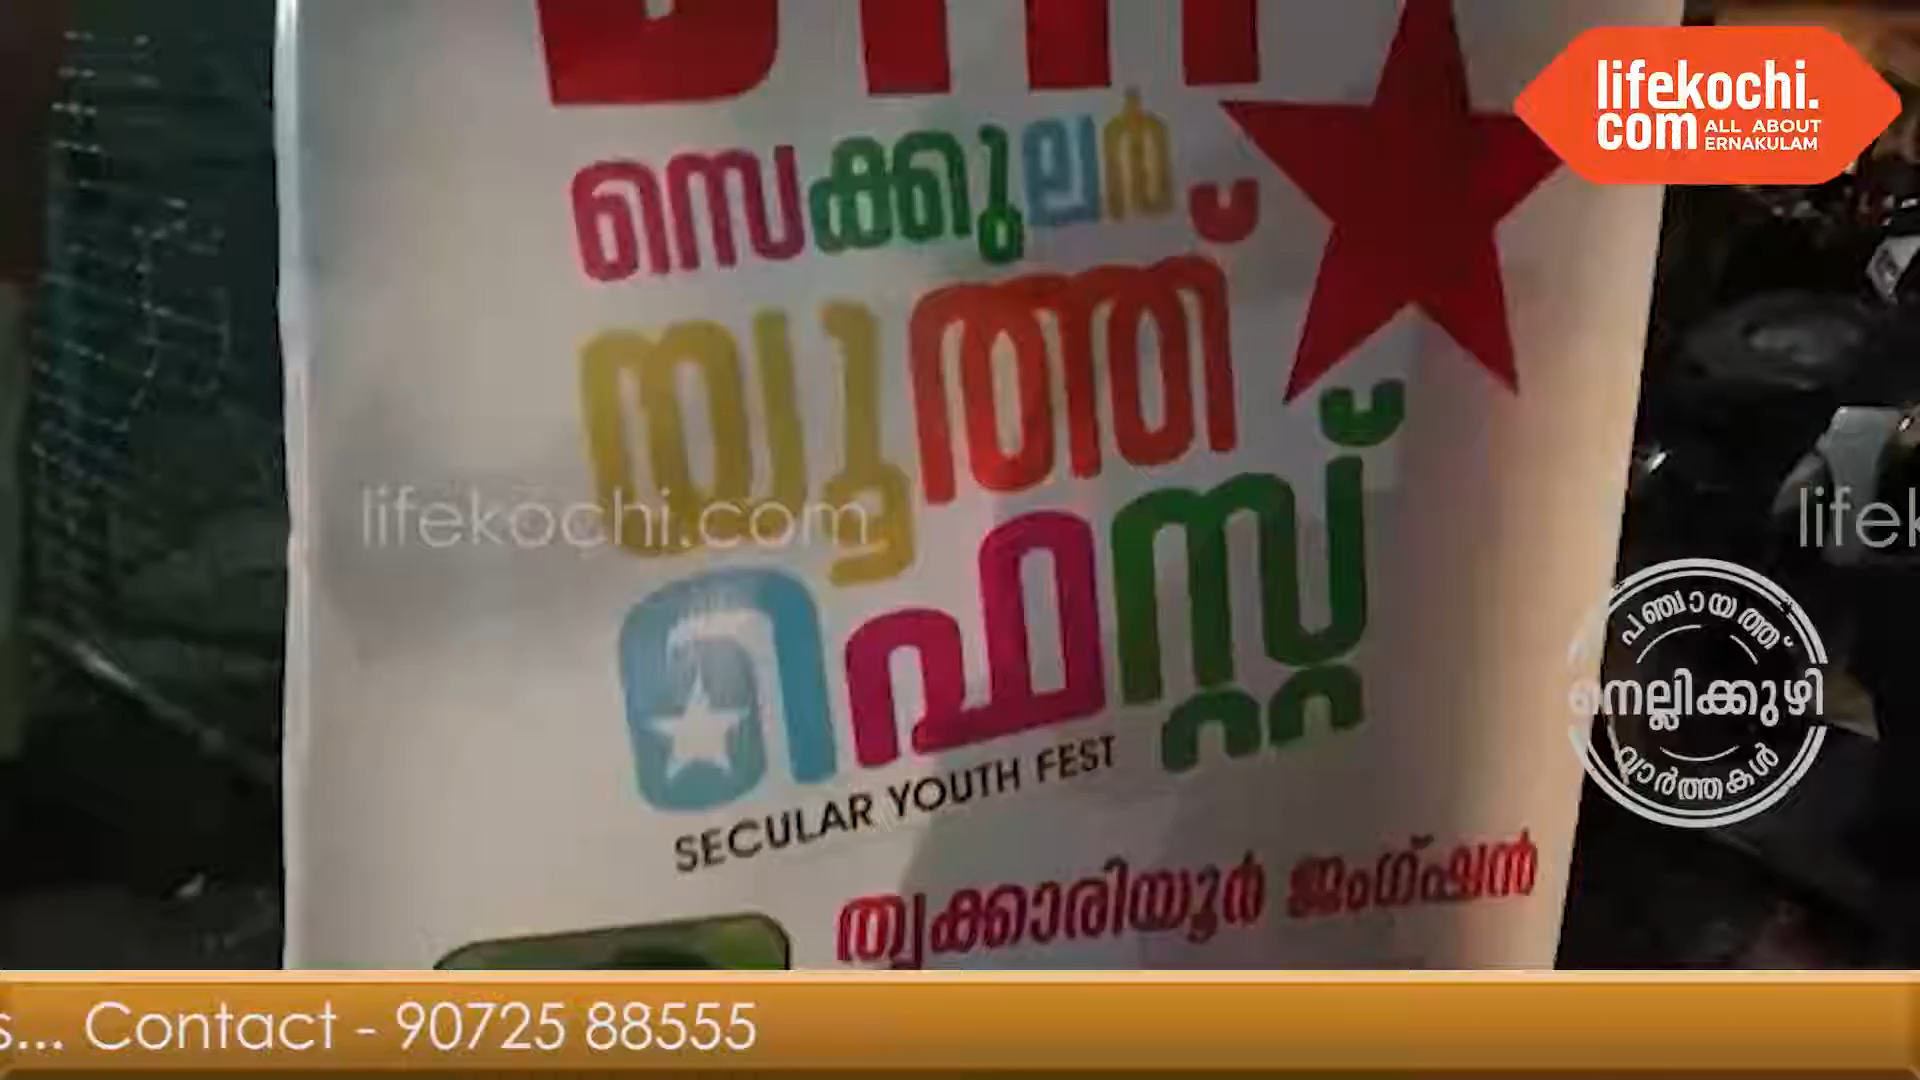 lifekochi.
com ALL ABOUT
ERNAKULAM
സെക്കുലർ
യൂത്ത്
ഫെസ്റ്റ്
SECULAR YOUTH FEST
തൃക്കാരിയൂർ ജംഗ്ഷൻ
lifekochi.com
lifek
പഞ്ചായത്ത്
നെല്ലിക്കുഴി
വാർത്തകൾ
s... Contact - 90725 88555